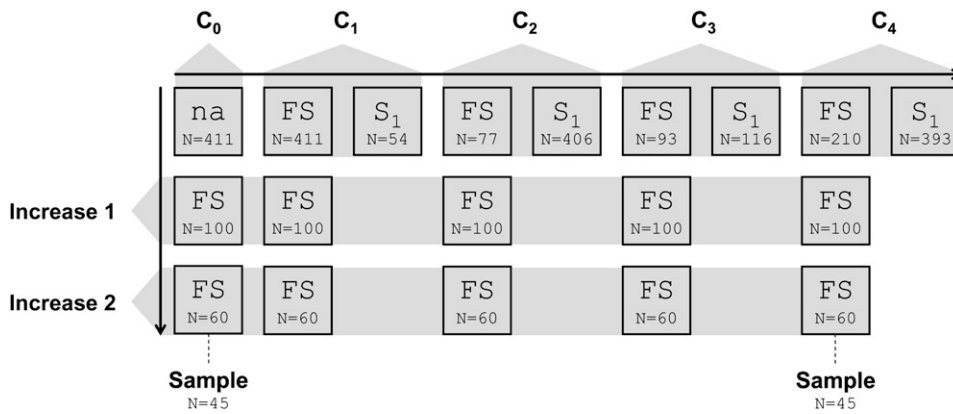 C0 C1 C2 C3 C4
na FS S1 FS S1 FS S1 FS S1
N=411 N=411 N=54 N=77 N=406 N=93 N=116 N=210 N=393
Increase 1 FS FS FS FS FS
N=100 N=100 N=100 N=100 N=100
Increase 2 FS FS FS FS FS
N=60 N=60 N=60 N=60 N=60
Sample Sample
N=45 N=45